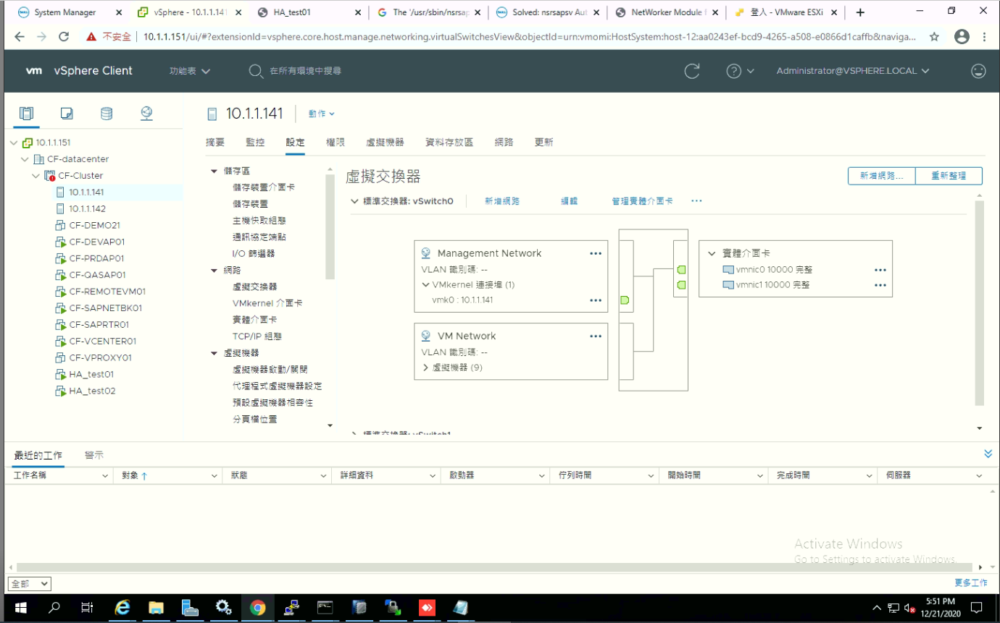 System Manager
vSphere - 10.1.1.141
HA_test01
The '/usr/sbin/nsrsap
Solved: nsrsapsv Aut
NetWorker Module f
登入 - VMware ESXi
不安全
10.1.1.151/ui/#?extensionId=vsphere.core.host.manage.networking.virtualSwitchesView&objectId=urn:vmomi:HostSystem:host-12:aa0243ef-bcd9-4265-a508-e0866d1caffb&naviga...
vm vSphere Client
功能表
在所有環境中搜尋
Administrator@VSPHERE.LOCAL
10.1.1.141
動作
摘要 監控 設定 權限 虛擬機器 資料存放區 網路 更新
10.1.1.151
CF-datacenter
CF-Cluster
10.1.1.141
10.1.1.142
CF-DEMO21
CF-DEVAP01
CF-PRDAP01
CF-QASAP01
CF-REMOTEVM01
CF-SAPNETBK01
CF-SAPRTR01
CF-VCENTER01
CF-VPROXY01
HA_test01
HA_test02
儲存區
儲存裝置介面卡
儲存裝置
主機快取組態
通訊協定端點
I/O 篩選器
網路
虛擬交換器
VMkernel 介面卡
實體介面卡
TCP/IP 組態
虛擬機器
虛擬機器啟動/關閉
代理程式虛擬機器設定
預設虛擬機器相容性
分頁檔位置
虛擬交換器
新增網路...
重新整理
標準交換器: vSwitch0
新增網路
編輯
管理實體介面卡
...
Management Network
VLAN 識別碼: --
VMkernel 連接埠 (1)
vmk0 : 10.1.1.141
VM Network
VLAN 識別碼: --
虛擬機器 (9)
實體介面卡
vmnic0 10000 完整
vmnic1 10000 完整
標準交換器: vSwitch1
最近的工作
警示
工作名稱 對象 狀態 詳細資料 啟動器 佇列時間 開始時間 完成時間 伺服器
Activate Windows
Go to Settings to activate Windows.
全部
更多工作
5:51 PM
12/21/2020